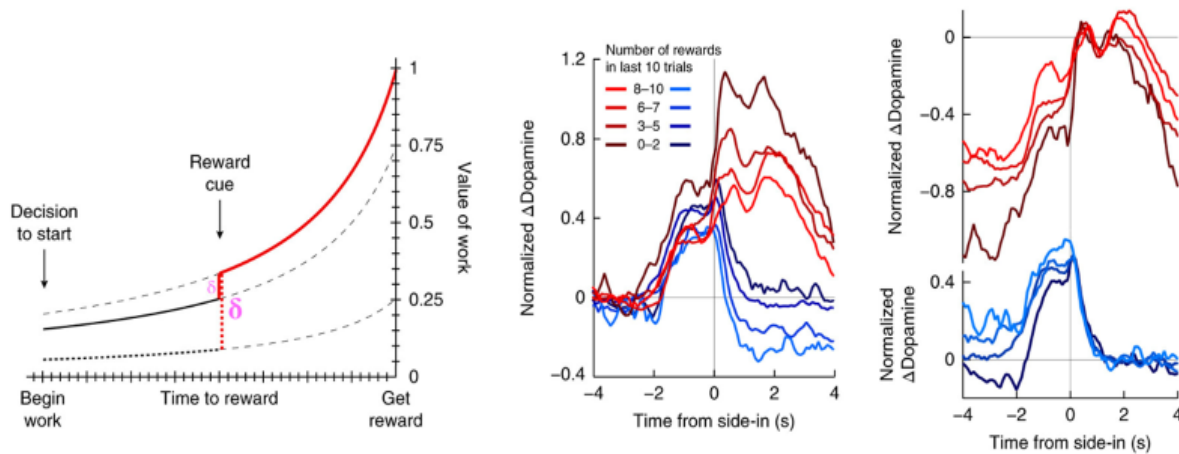 Decision
to start
Reward
cue
δ
δ
1
0.75
0.5
0.25
0
Value of work
Begin
work
Time to reward
Get
reward
Number of rewards
in last 10 trials
8–10
6–7
3–5
0–2
Normalized ΔDopamine
1.2
0.8
0.4
0
−0.4
−4
−2
0
2
4
Time from side-in (s)
Normalized ΔDopamine
0
−0.4
−0.8
Normalized
ΔDopamine
0.4
0
−4
−2
0
2
4
Time from side-in (s)